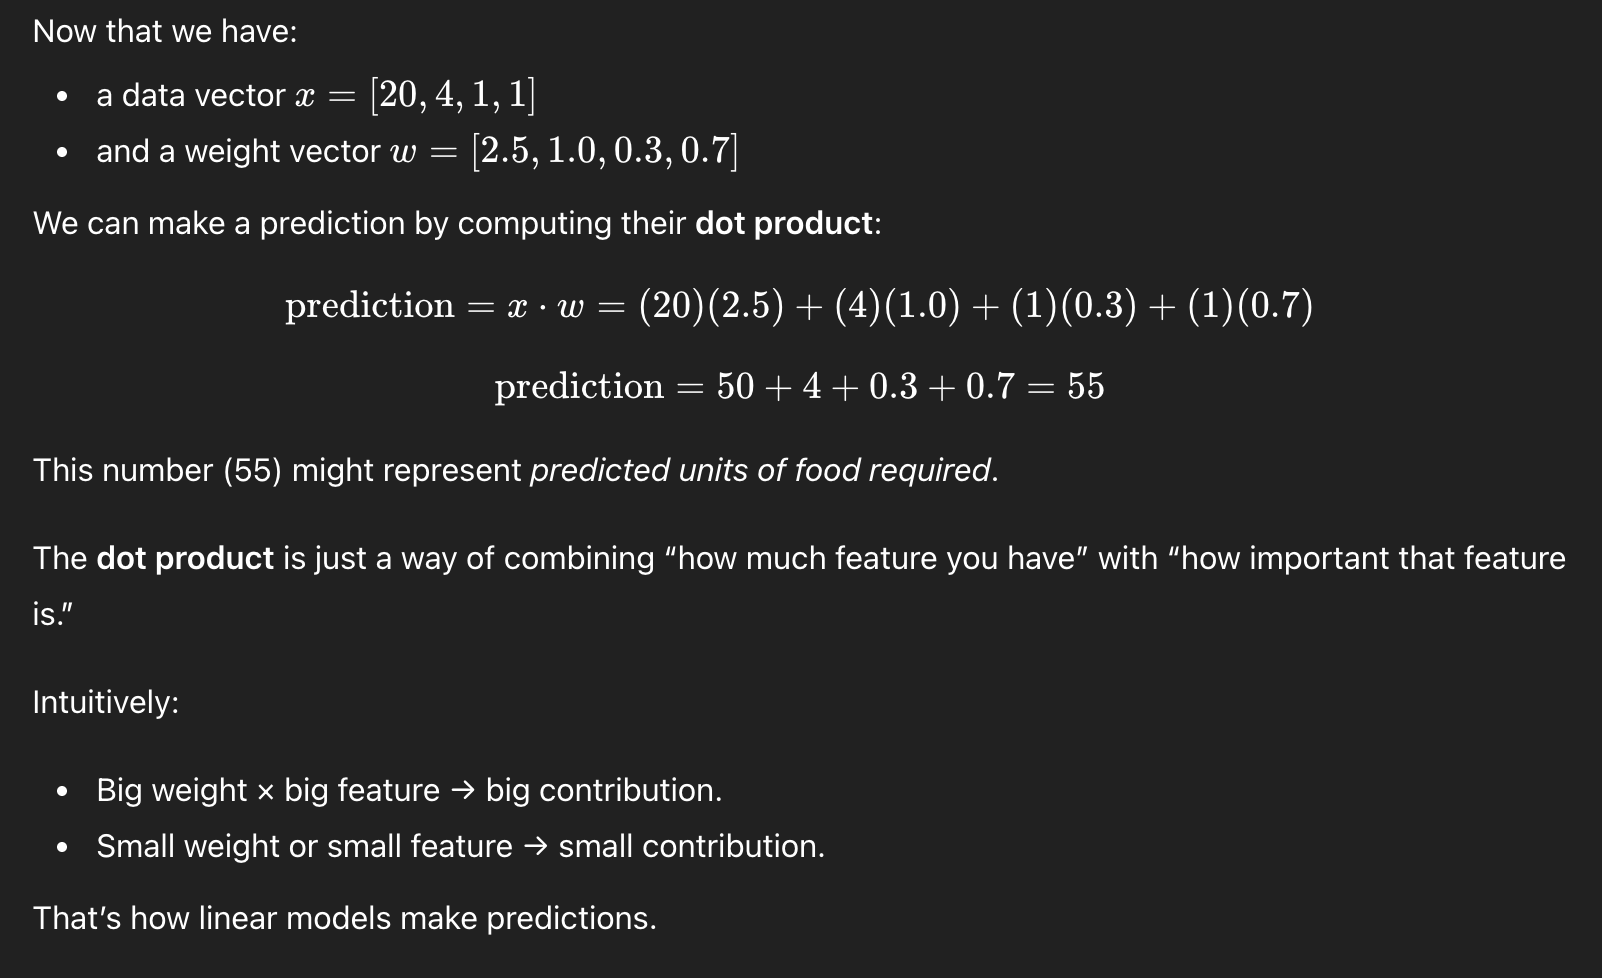 Now that we have:
• a data vector x = [20, 4, 1, 1]
• and a weight vector w = [2.5, 1.0, 0.3, 0.7]
We can make a prediction by computing their dot product:
prediction = x · w = (20)(2.5) + (4)(1.0) + (1)(0.3) + (1)(0.7)
prediction = 50 + 4 + 0.3 + 0.7 = 55
This number (55) might represent predicted units of food required.
The dot product is just a way of combining “how much feature you have” with “how important that feature
is.”
Intuitively:
• Big weight × big feature → big contribution.
• Small weight or small feature → small contribution.
That’s how linear models make predictions.